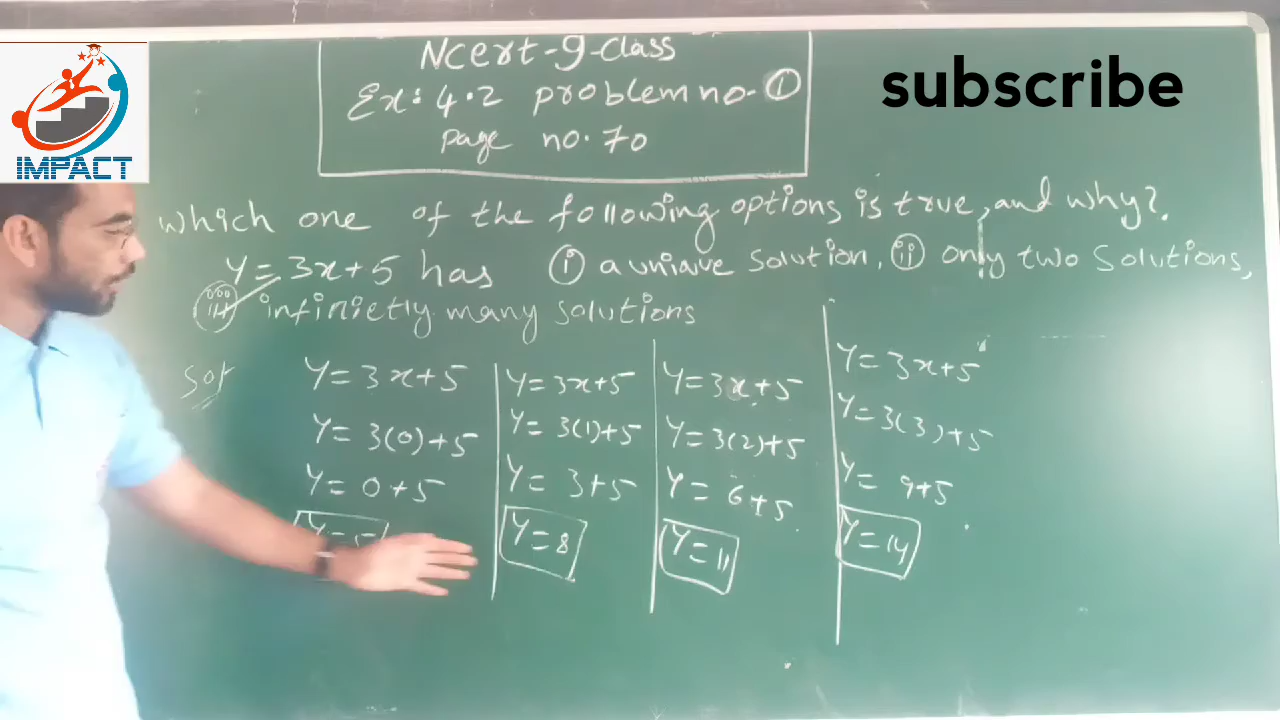 IMPACT
subscribe
Ncert-9-class
Ex: 4.2 problem no. ①
page no. 70
which one of the following options is true, and why?.
Y = 3x+5 has ⓘ a uniave solution, ⓘⓘ only two solutions,
ⓘⓘⓘ infinietly many solutions
Sol
Y = 3x+5
Y = 3(0)+5
Y = 0+5
Y = 3x+5
Y = 3(1)+5
Y = 3+5
Y = 8
Y = 3x+5
Y = 3(2)+5
Y = 6+5
Y = 11
Y = 3x+5
Y = 3(3)+5
Y = 9+5
Y = 14